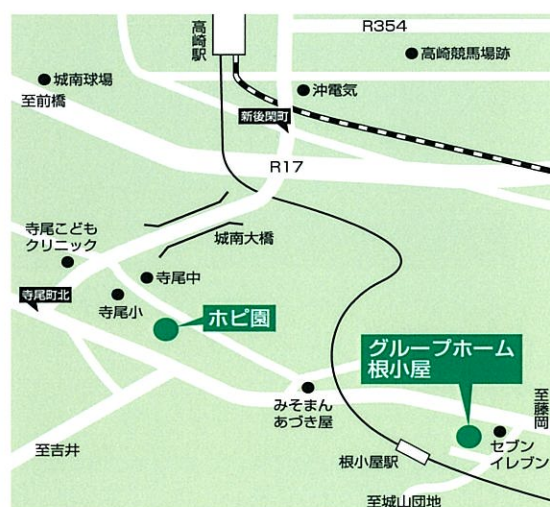 高崎駅
R354
高崎競馬場跡
城南球場
沖電気
至前橋
新後閑町
R17
寺尾こども
クリニック
城南大橋
寺尾中
寺尾町北
寺尾小
ホピ園
グループホーム
根小屋
みそまん
あづき屋
至藤岡
セブン
イレブン
至吉井
根小屋駅
至城山団地